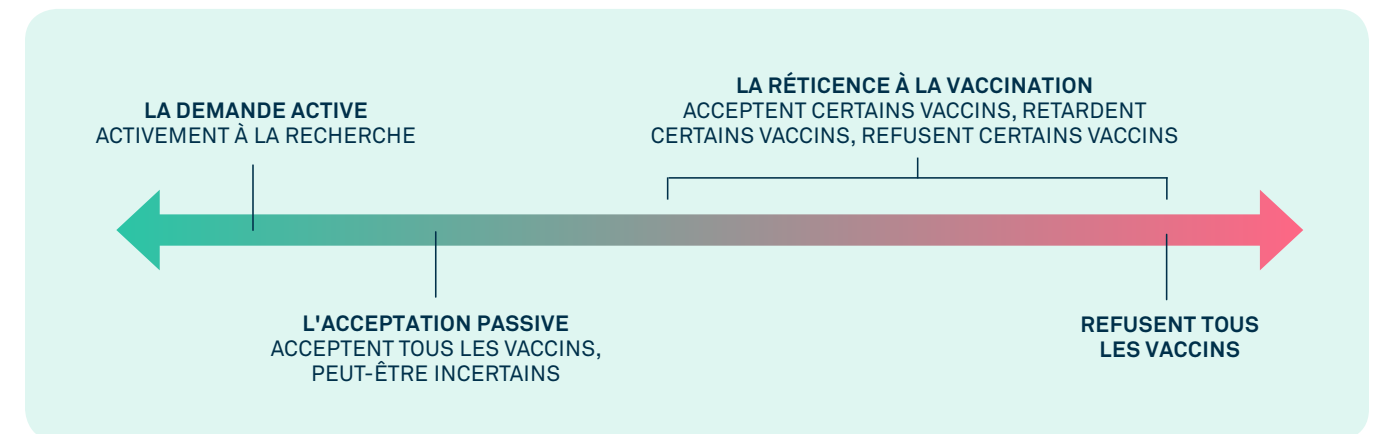 LA DEMANDE ACTIVE
ACTIVEMENT À LA RECHERCHE
LA RÉTICENCE À LA VACCINATION
ACCEPTENT CERTAINS VACCINS, RETARDENT
CERTAINS VACCINS, REFUSENT CERTAINS VACCINS
L'ACCEPTATION PASSIVE
ACCEPTENT TOUS LES VACCINS,
PEUT-ÊTRE INCERTAINS
REFUSENT TOUS
LES VACCINS